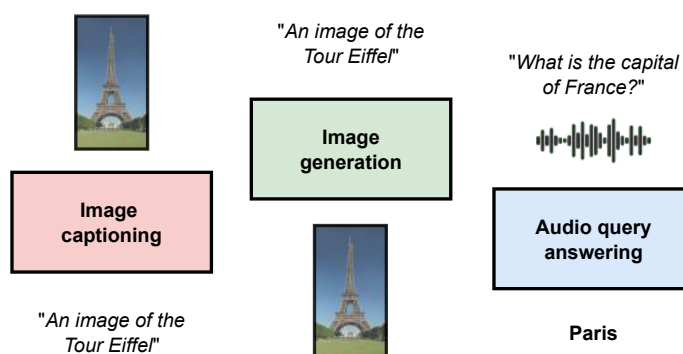 Image
captioning
"An image of the
Tour Eiffel"
"An image of the
Tour Eiffel"
Image
generation
"What is the capital
of France?"
Audio query
answering
Paris